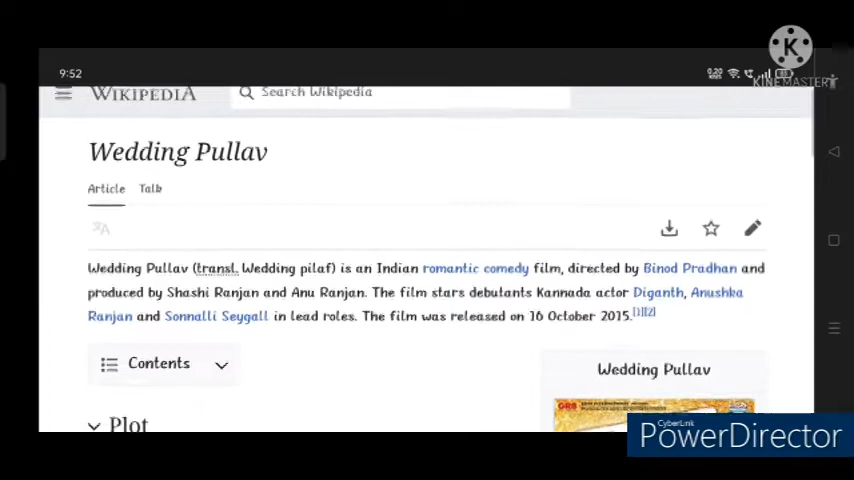 9:52
0.20
KINEMASTER
WIKIPEDIA
Search Wikipedia
Wedding Pullav
Article Talk
Wedding Pullav (transl. Wedding pilaf) is an Indian romantic comedy film, directed by Binod Pradhan and
produced by Shashi Ranjan and Anu Ranjan. The film stars debutants Kannada actor Diganth, Anushka
Ranjan and Sonnalli Seygall in lead roles. The film was released on 16 October 2015.[1][2]
Contents
Wedding Pullav
Plot
GRB
CyberLink
PowerDirector